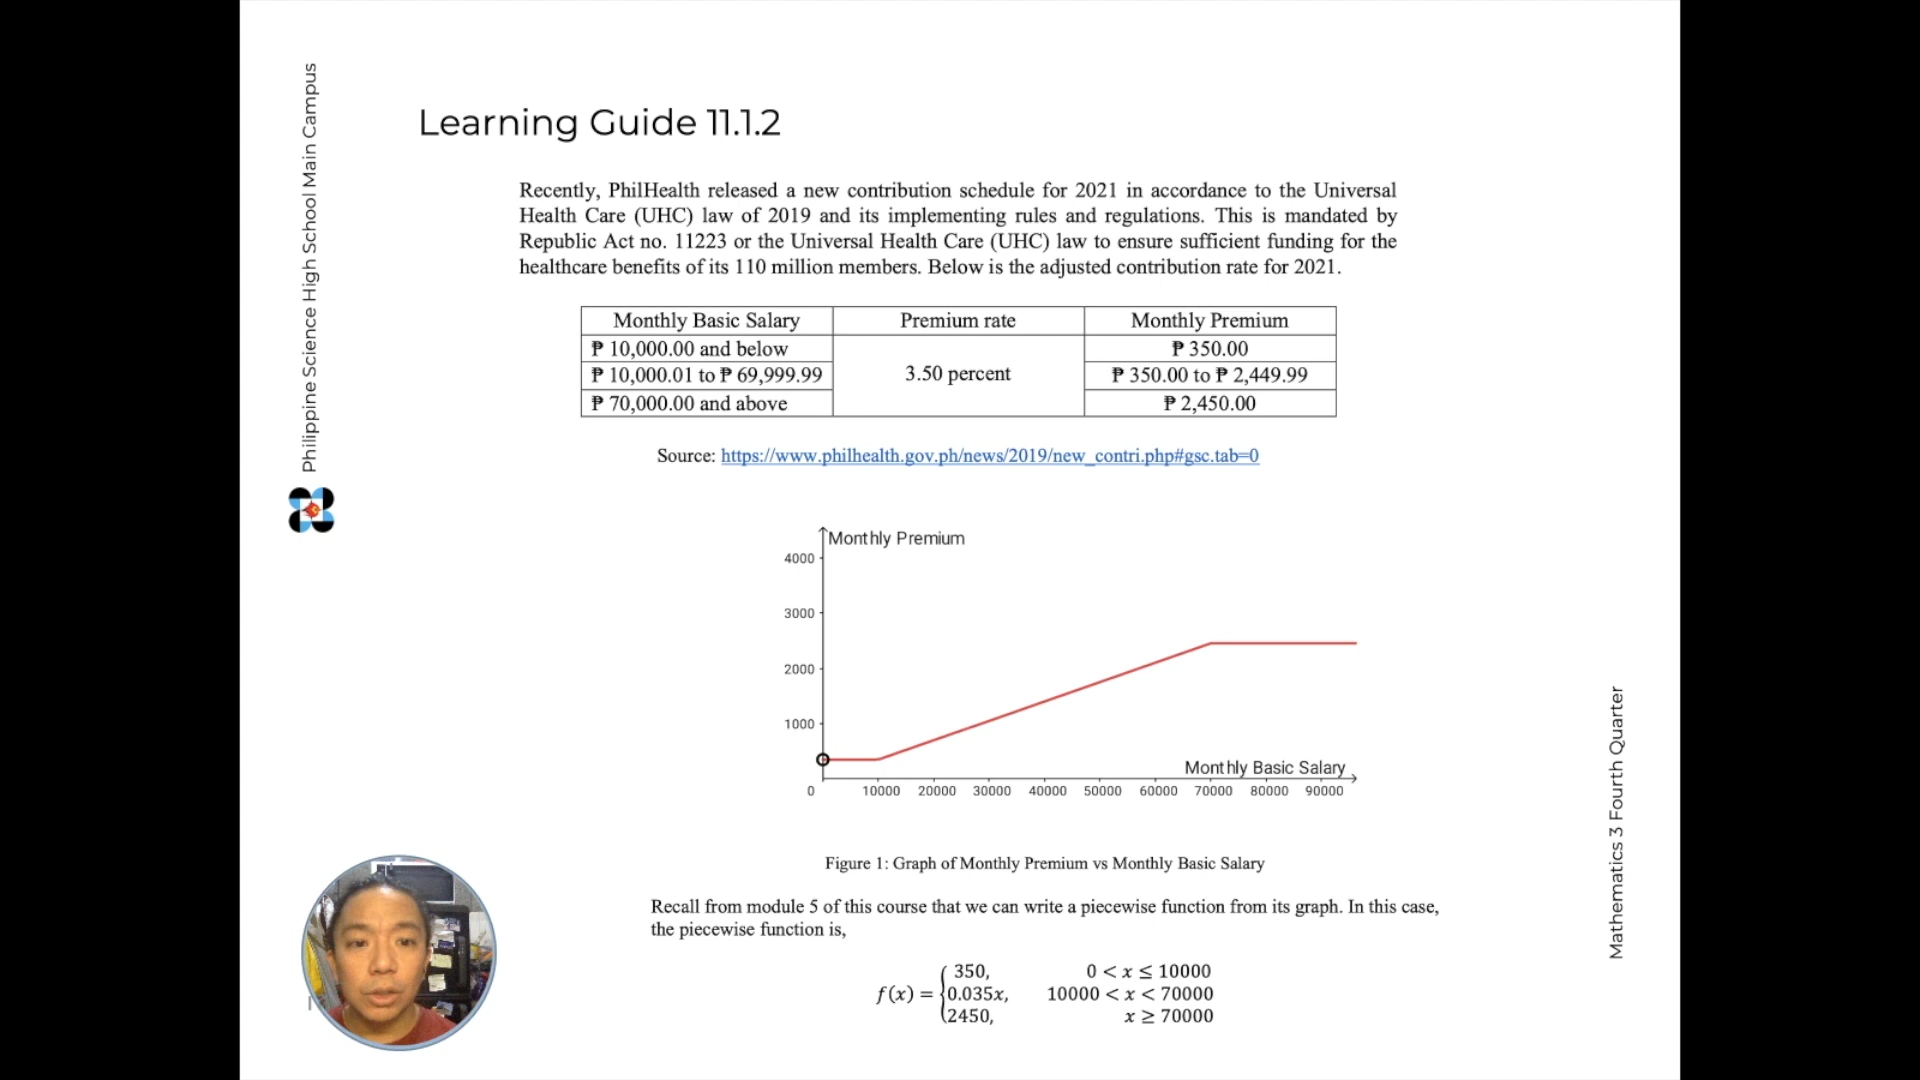 Philippine Science High School Main Campus
Learning Guide 11.1.2
Recently, PhilHealth released a new contribution schedule for 2021 in accordance to the Universal
Health Care (UHC) law of 2019 and its implementing rules and regulations. This is mandated by
Republic Act no. 11223 or the Universal Health Care (UHC) law to ensure sufficient funding for the
healthcare benefits of its 110 million members. Below is the adjusted contribution rate for 2021.
Monthly Basic Salary Premium rate Monthly Premium
₱ 10,000.00 and below ₱ 350.00
₱ 10,000.01 to ₱ 69,999.99 3.50 percent ₱ 350.00 to ₱ 2,449.99
₱ 70,000.00 and above ₱ 2,450.00
Source: https://www.philhealth.gov.ph/news/2019/new_contri.php#gsc.tab=0
Monthly Premium
4000
3000
2000
1000
Monthly Basic Salary
0 10000 20000 30000 40000 50000 60000 70000 80000 90000
Figure 1: Graph of Monthly Premium vs Monthly Basic Salary
Recall from module 5 of this course that we can write a piecewise function from its graph. In this case,
the piecewise function is,
350, 0 < x ≤ 10000
f(x) = { 0.035x, 10000 < x < 70000
2450, x ≥ 70000
Mathematics 3 Fourth Quarter